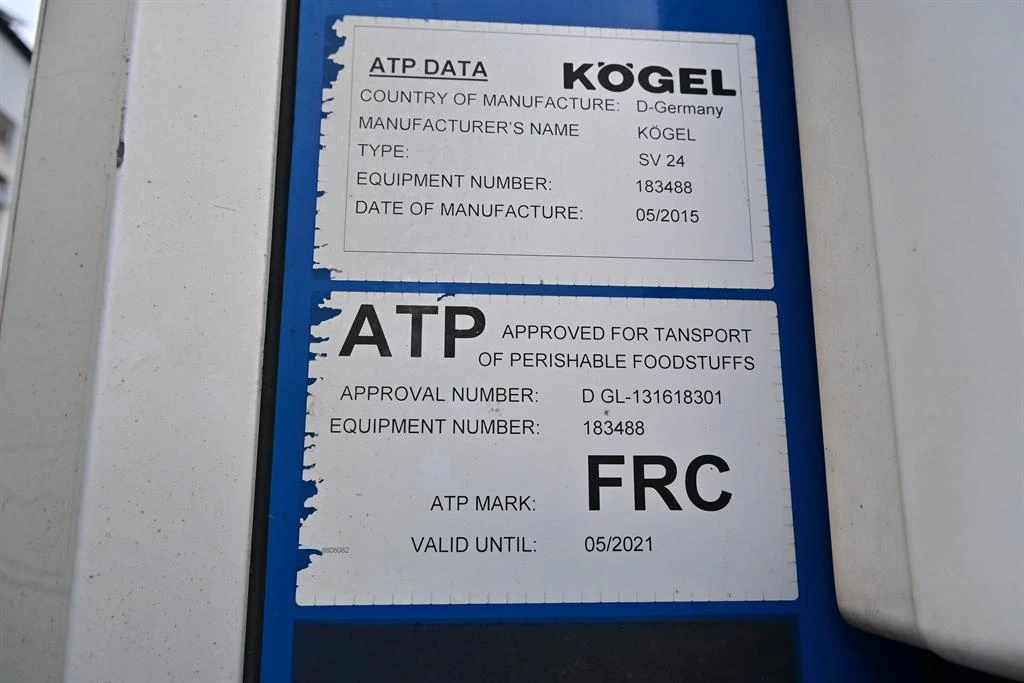 ATP DATA KÖGEL
COUNTRY OF MANUFACTURE: D-Germany
MANUFACTURER'S NAME KÖGEL
TYPE: SV 24
EQUIPMENT NUMBER: 183488
DATE OF MANUFACTURE: 05/2015
ATP APPROVED FOR TANSPORT
OF PERISHABLE FOODSTUFFS
APPROVAL NUMBER: D GL-131618301
EQUIPMENT NUMBER: 183488
ATP MARK: FRC
VALID UNTIL: 05/2021